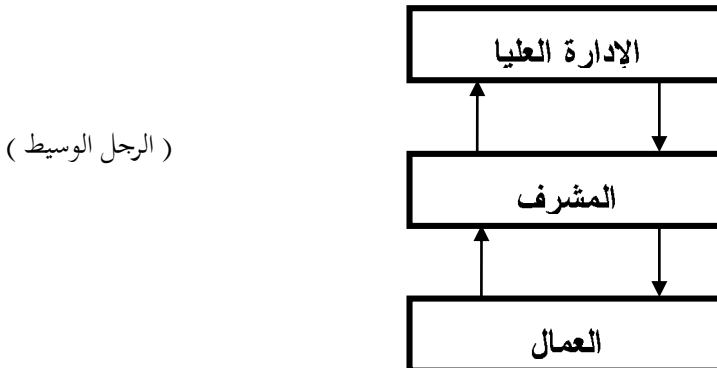 الإدارة العليا
( الرجل الوسيط )
المشرف
العمال